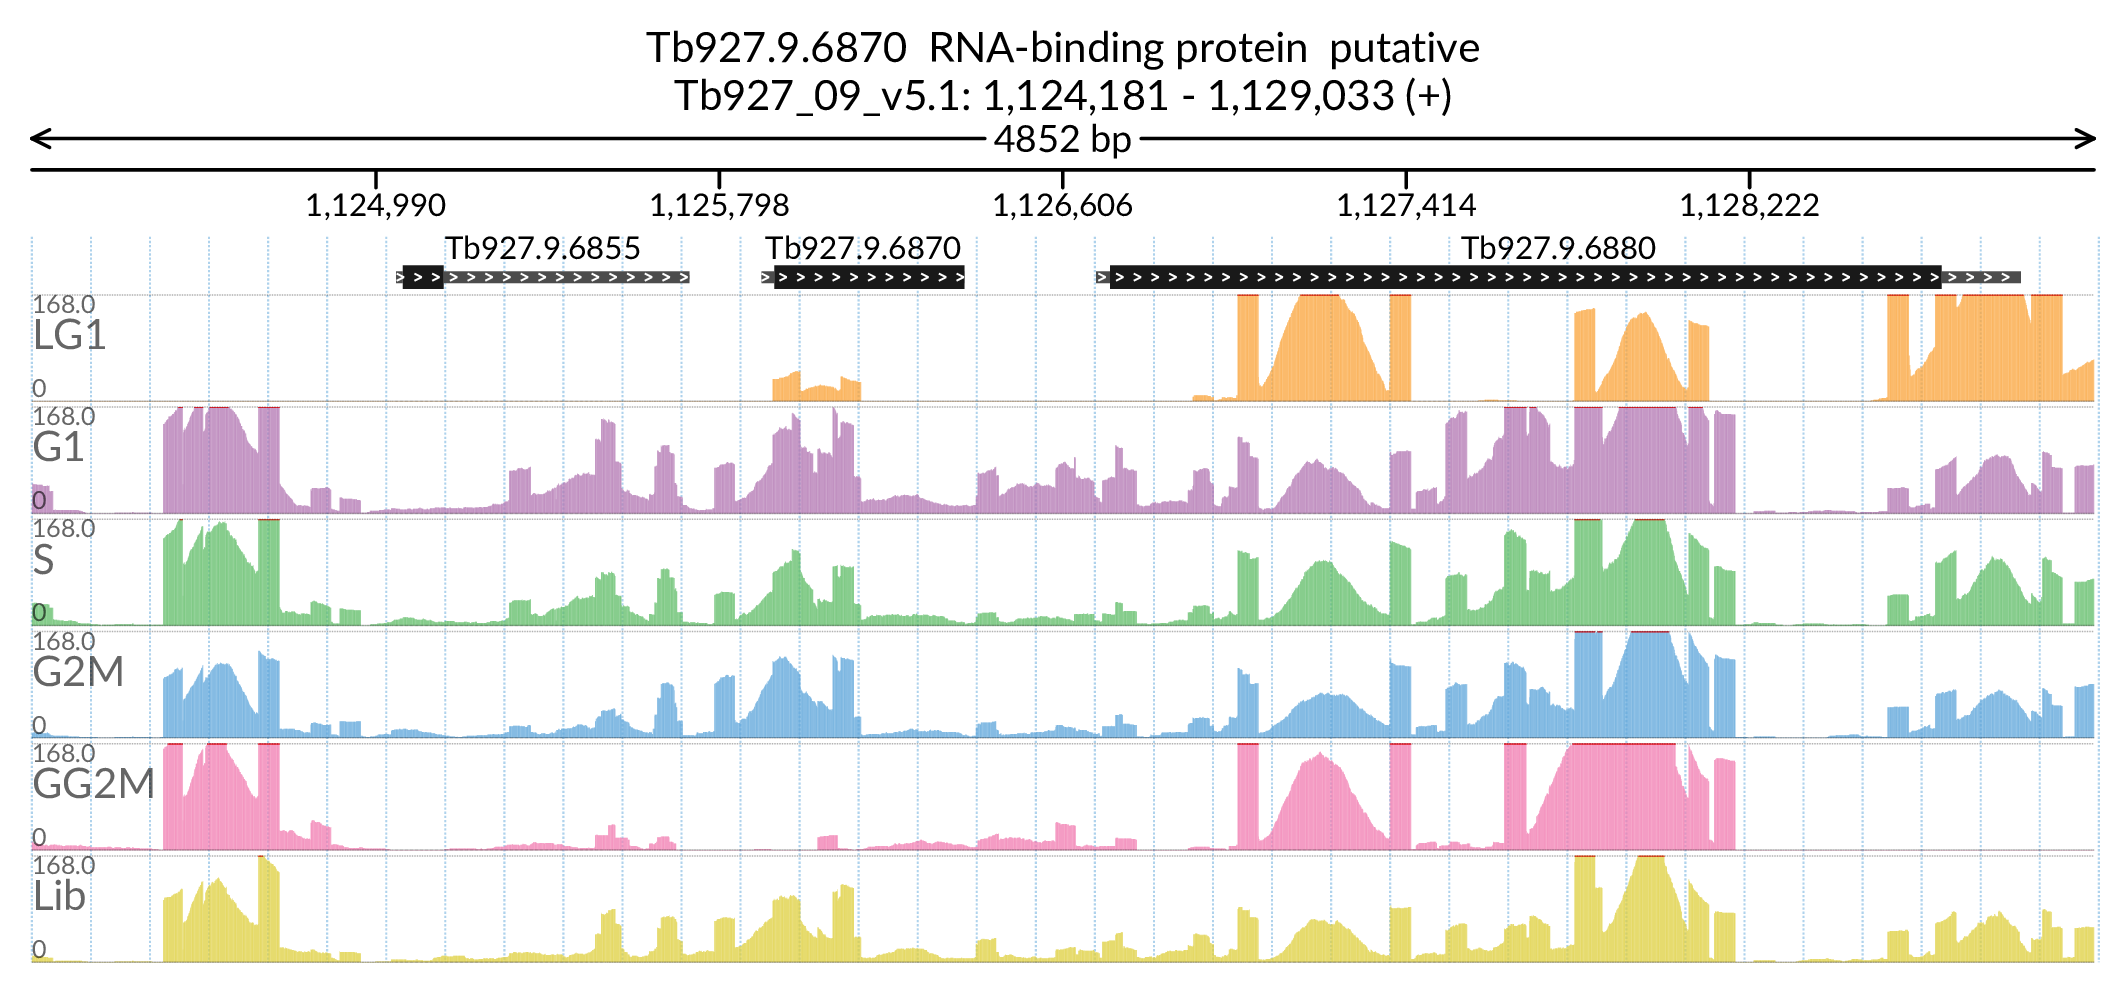 Tb927.9.6870  RNA-binding protein  putative
Tb927_09_v5.1: 1,124,181 - 1,129,033 (+)
4852 bp
1,124,990 1,125,798 1,126,606 1,127,414 1,128,222
Tb927.9.6855 Tb927.9.6870 Tb927.9.6880
168.0
LG1
0
168.0
G1
0
168.0
S
0
168.0
G2M
0
168.0
GG2M
0
168.0
Lib
0